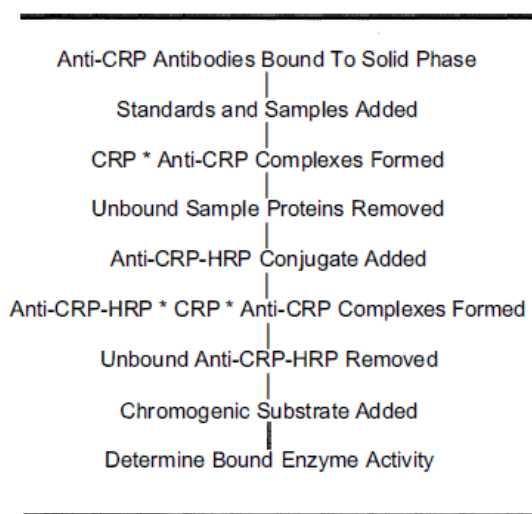 Anti-CRP Antibodies Bound To Solid Phase
Standards and Samples Added
CRP * Anti-CRP Complexes Formed
Unbound Sample Proteins Removed
Anti-CRP-HRP Conjugate Added
Anti-CRP-HRP * CRP * Anti-CRP Complexes Formed
Unbound Anti-CRP-HRP Removed
Chromogenic Substrate Added
Determine Bound Enzyme Activity